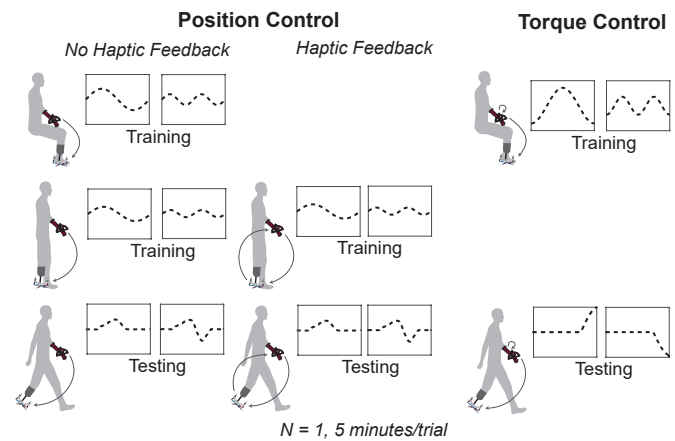 Position Control
Torque Control
No Haptic Feedback
Haptic Feedback
Training
Training
Training
Training
Testing
Testing
Testing
N = 1, 5 minutes/trial